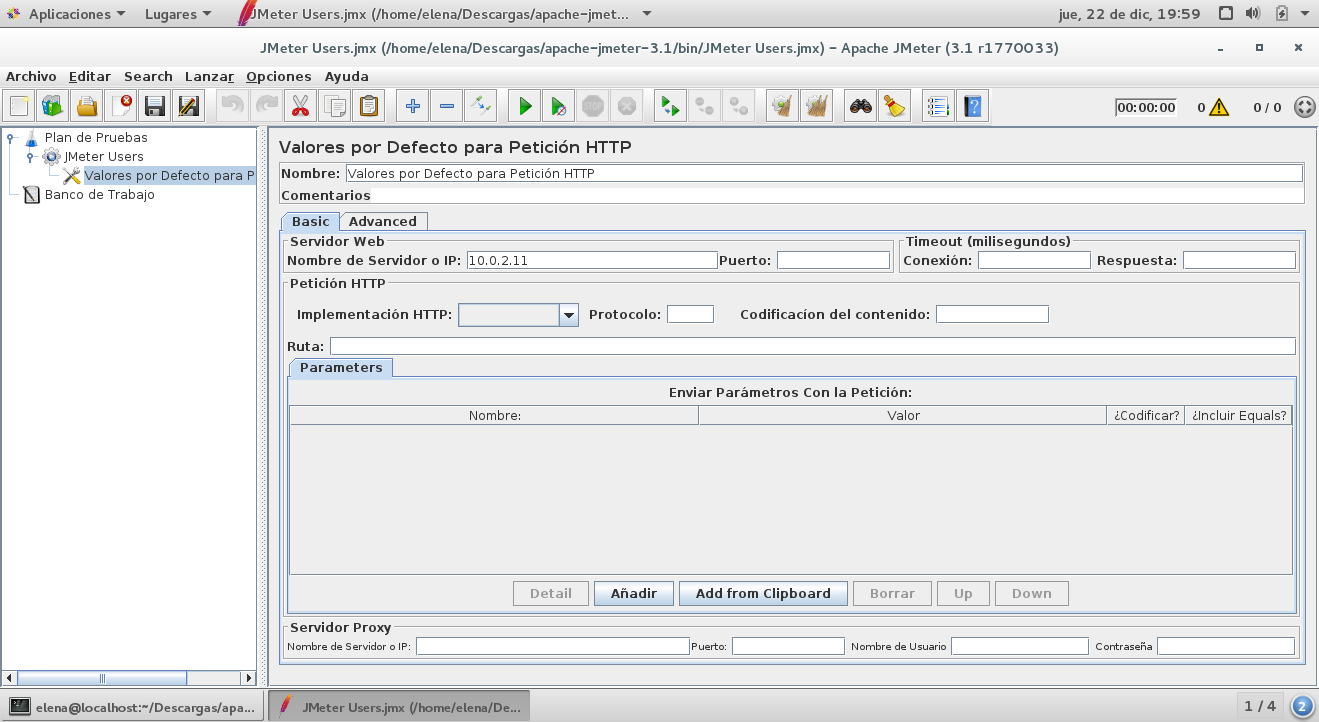 Aplicaciones Lugares JMeter Users.jmx (/home/elena/Descargas/apache-jmet... jue, 22 de dic, 19:59
JMeter Users.jmx (/home/elena/Descargas/apache-jmeter-3.1/bin/JMeter Users.jmx) - Apache JMeter (3.1 r1770033)
Archivo Editar Search Lanzar Opciones Ayuda
STOP 00:00:00 0 0 / 0
Plan de Pruebas
JMeter Users
Valores por Defecto para P
Banco de Trabajo
Valores por Defecto para Petición HTTP
Nombre: Valores por Defecto para Petición HTTP
Comentarios
Basic Advanced
Servidor Web Timeout (milisegundos)
Nombre de Servidor o IP: 10.0.2.11 Puerto: Conexión: Respuesta:
Petición HTTP
Implementación HTTP: Protocolo: Codificacíon del contenido:
Ruta:
Parameters
Enviar Parámetros Con la Petición:
Nombre: Valor ¿Codificar? ¿Incluir Equals?
Detail Añadir Add from Clipboard Borrar Up Down
Servidor Proxy
Nombre de Servidor o IP: Puerto: Nombre de Usuario Contraseña
elena@localhost:~/Descargas/apa... JMeter Users.jmx (/home/elena/De... 1 / 4 2